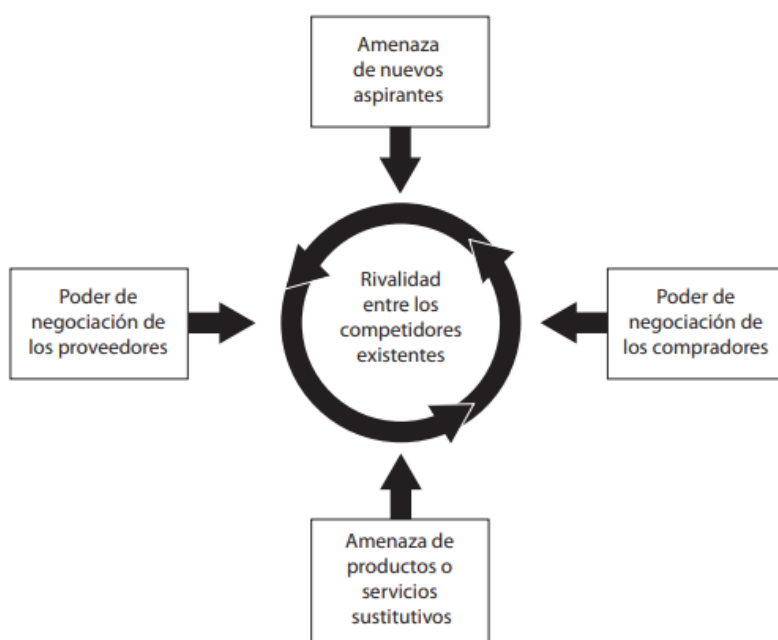 Amenaza
de nuevos
aspirantes
Poder de
negociación de
los proveedores
Rivalidad
entre los
competidores
existentes
Poder de
negociación de
los compradores
Amenaza de
productos o
servicios
sustitutivos